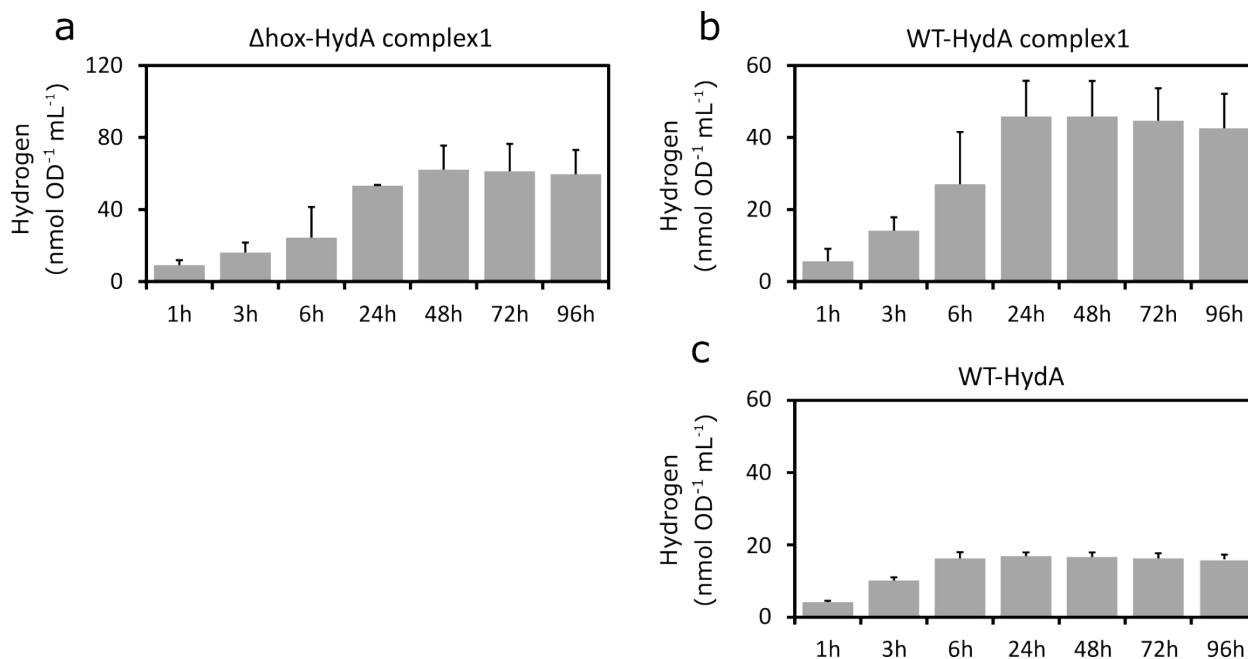 a
Δhox-HydA complex1
120
80
40
0
Hydrogen
(nmol OD⁻¹ mL⁻¹)
1h 3h 6h 24h 48h 72h 96h
b
WT-HydA complex1
60
40
20
0
Hydrogen
(nmol OD⁻¹ mL⁻¹)
1h 3h 6h 24h 48h 72h 96h
c
WT-HydA
60
40
20
0
Hydrogen
(nmol OD⁻¹ mL⁻¹)
1h 3h 6h 24h 48h 72h 96h